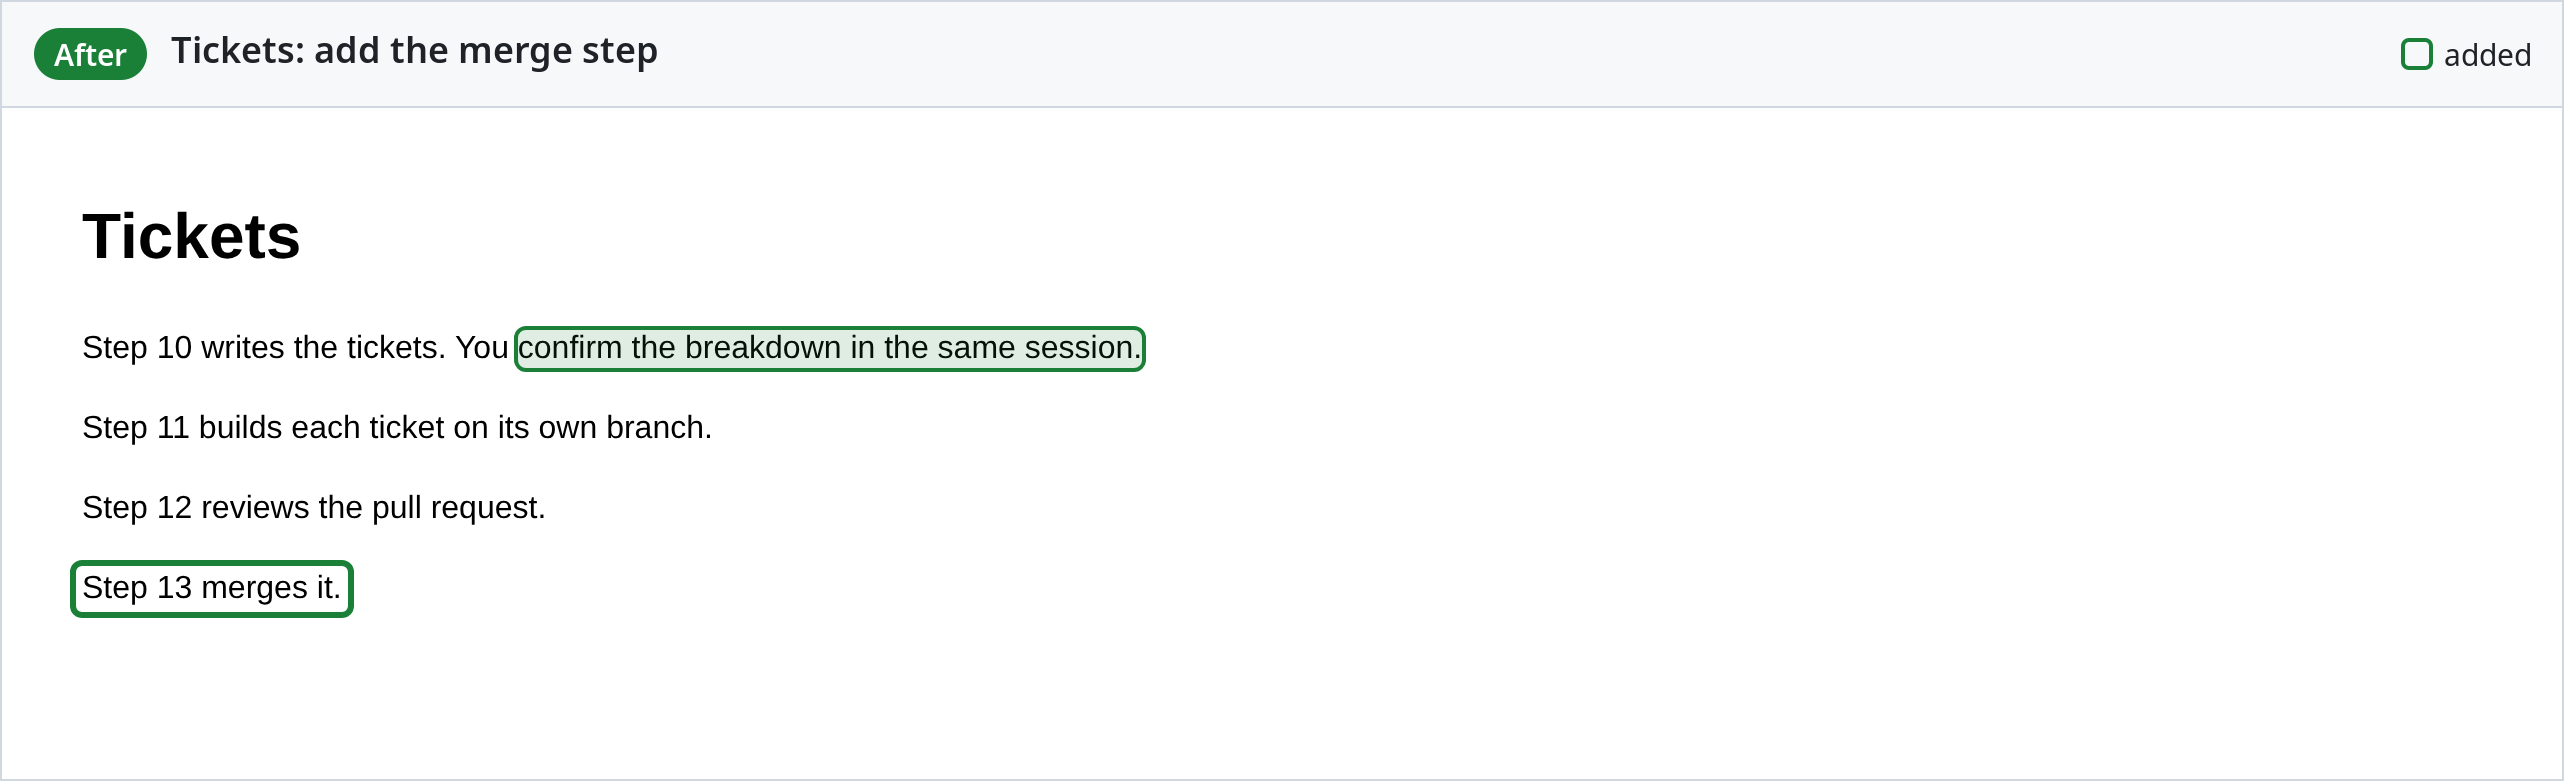 After
Tickets: add the merge step
added
Tickets
Step 10 writes the tickets. You confirm the breakdown in the same session.
Step 11 builds each ticket on its own branch.
Step 12 reviews the pull request.
Step 13 merges it.